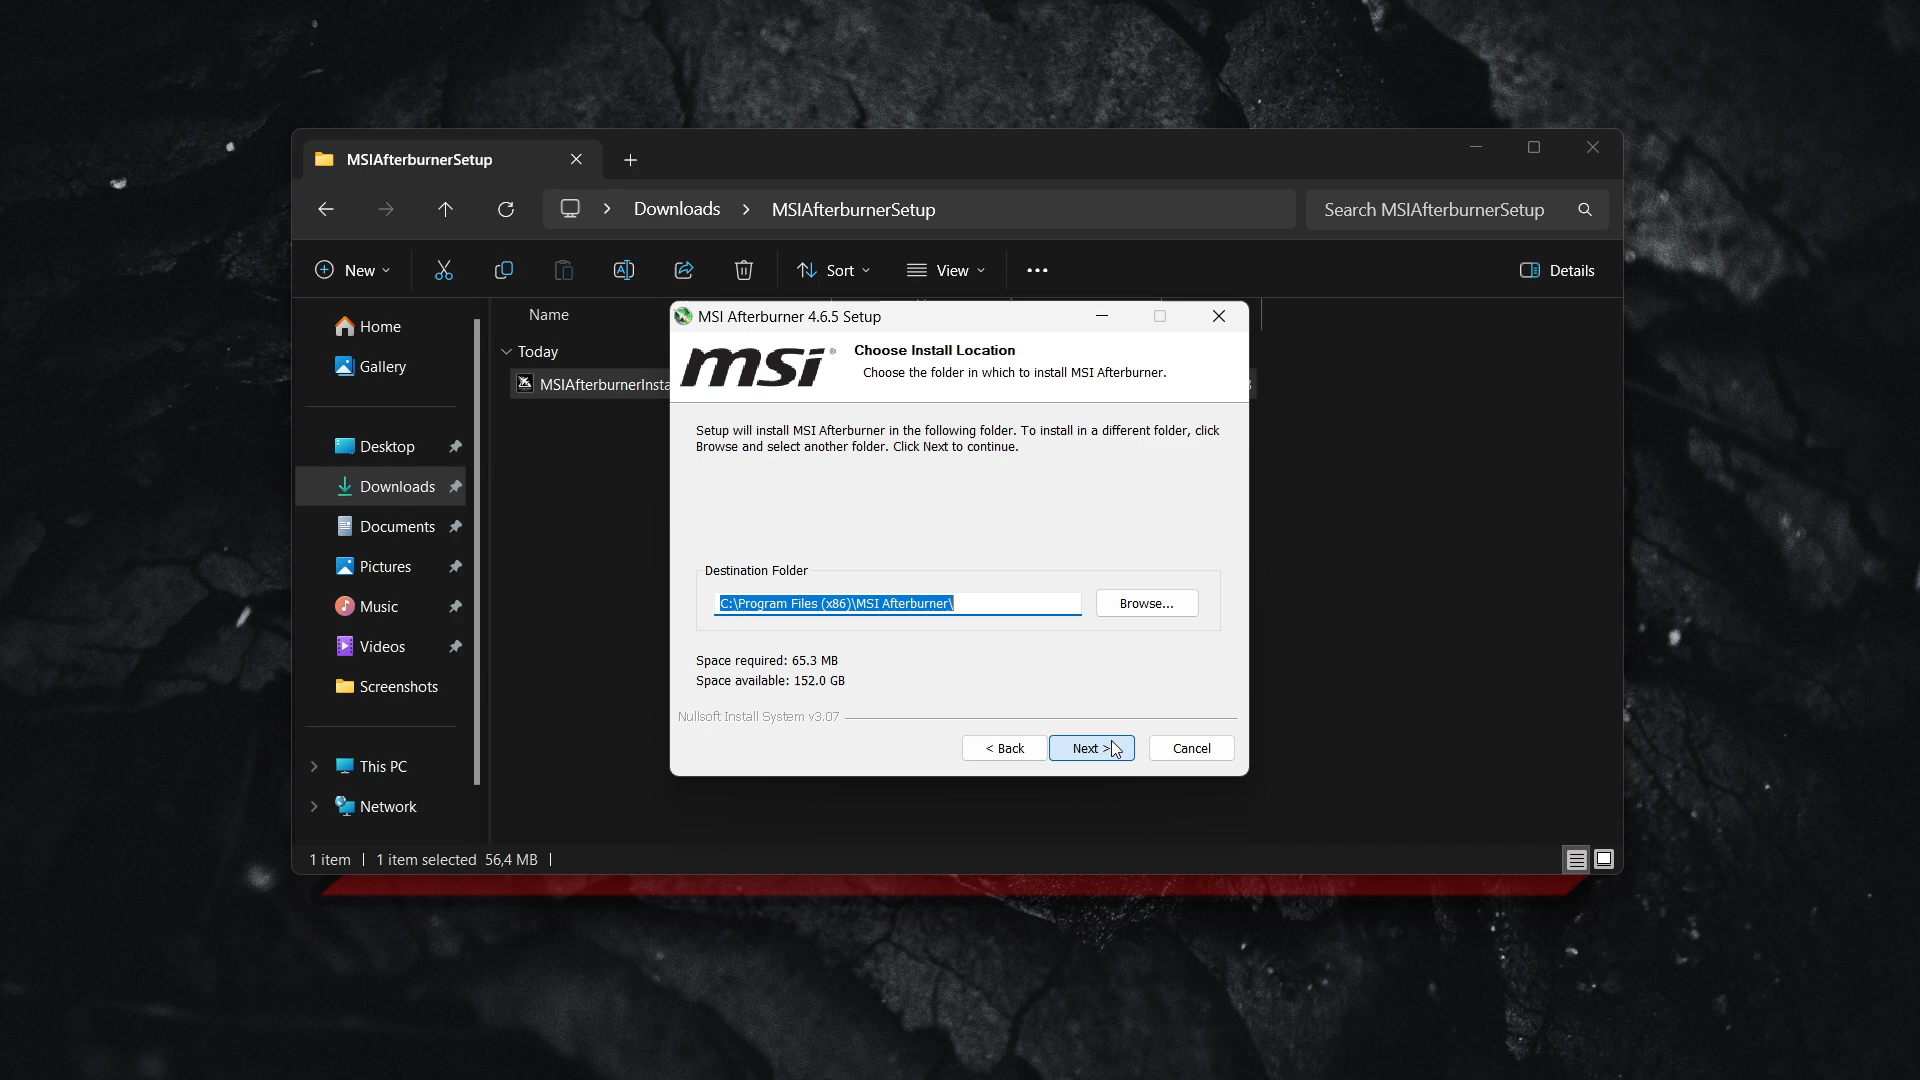 MSIAfterburnerSetup
Downloads
MSIAfterburnerSetup
Search MSIAfterburnerSetup
New
Sort
View
Details
Home
Gallery
Desktop
Downloads
Documents
Pictures
Music
Videos
Screenshots
This PC
Network
Name
Today
MSIAfterburnerInsta
MSI Afterburner 4.6.5 Setup
msi®
Choose Install Location
Choose the folder in which to install MSI Afterburner.
Setup will install MSI Afterburner in the following folder. To install in a different folder, click
Browse and select another folder. Click Next to continue.
Destination Folder
C:\Program Files (x86)\MSI Afterburner\
Browse...
Space required: 65.3 MB
Space available: 152.0 GB
Nullsoft Install System v3.07
< Back
Next >
Cancel
1 item
1 item selected 56,4 MB